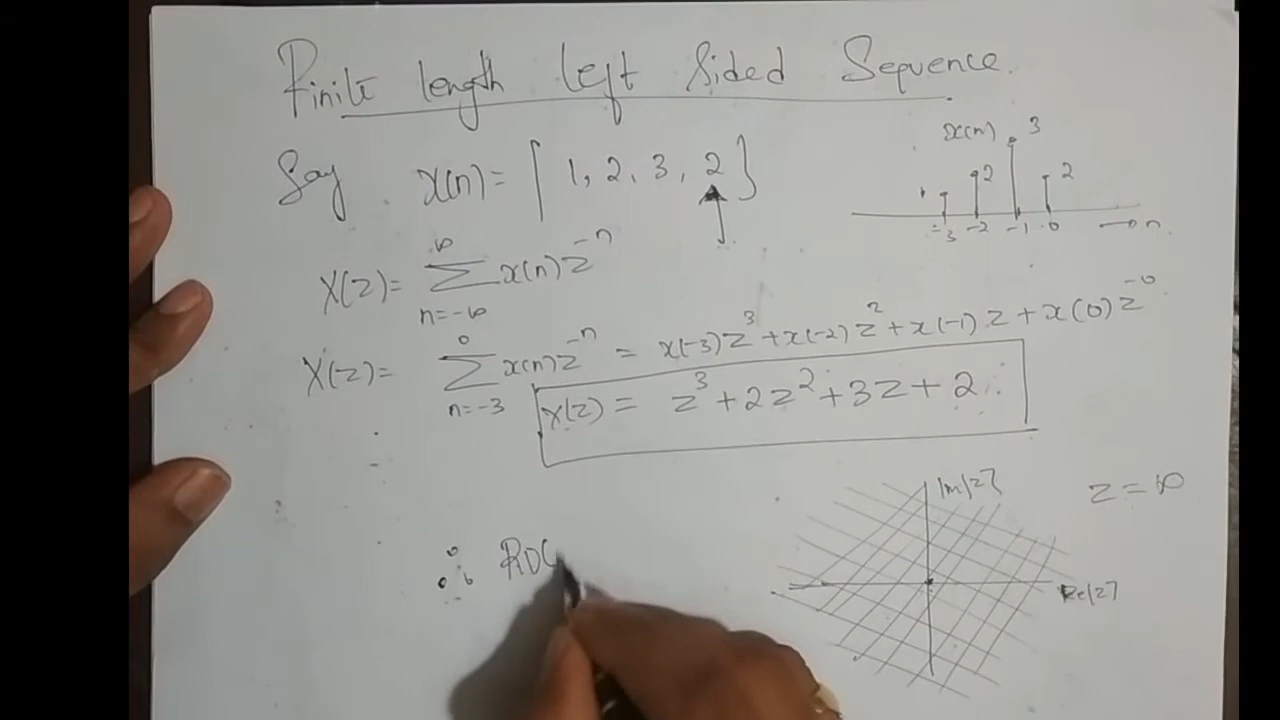 Finite length left Sided Sequence.
Say x(n) = { 1, 2, 3, 2 }
x(n) 3
2 2
-3 -2 -1 0 → n
X(z) = ∞ Σ n=-∞ x(n) z^-n
X(z) = 0 Σ n=-3 x(n) z^-n = x(-3)z^3 + x(-2)z^2 + x(-1)z + x(0)z^-0
X(z) = z^3 + 2z^2 + 3z + 2
Im|z| z = ∞
Re|z|
∴ ROC